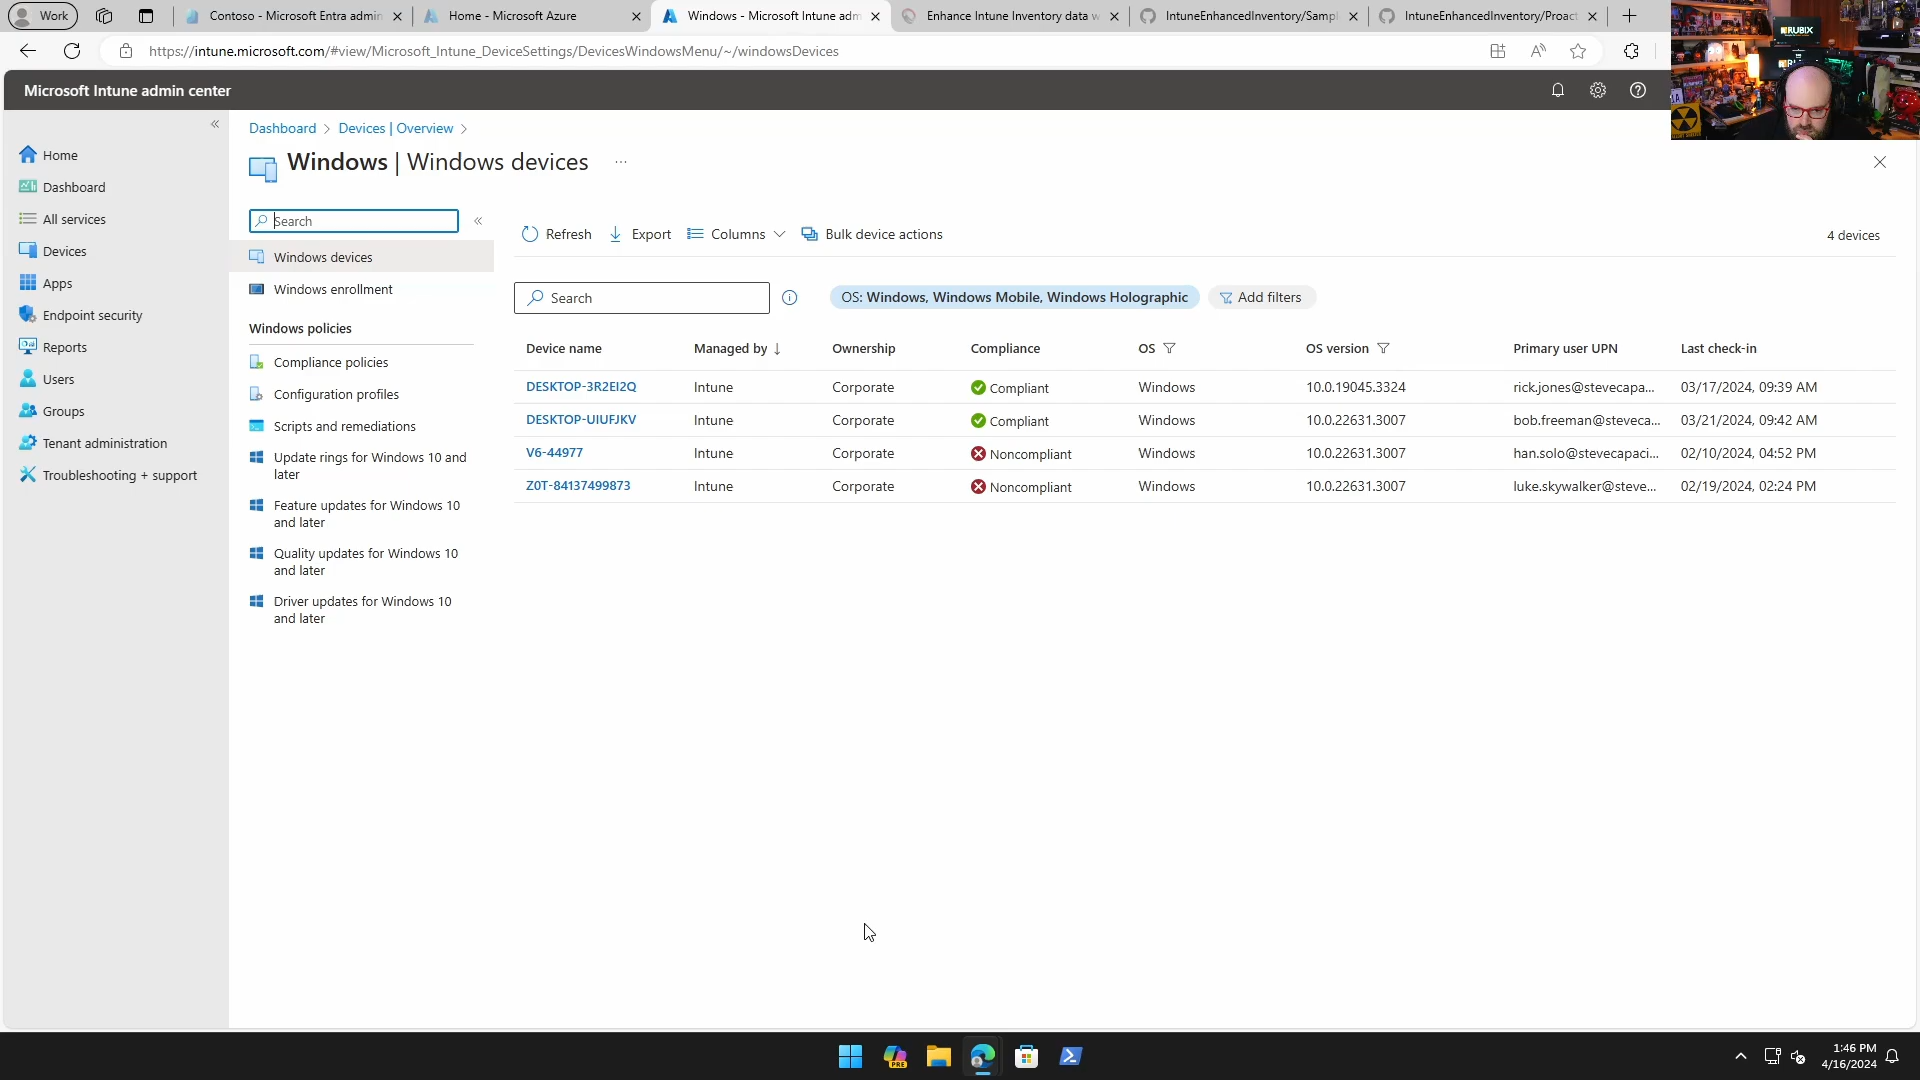 Work
Contoso - Microsoft Entra admin
Home - Microsoft Azure
Windows - Microsoft Intune adm
Enhance Intune Inventory data w
IntuneEnhancedInventory/Sampl
IntuneEnhancedInventory/Proact
https://intune.microsoft.com/#view/Microsoft_Intune_DeviceSettings/DevicesWindowsMenu/~/windowsDevices
RUBIX
Microsoft Intune admin center
Home
Dashboard
All services
Devices
Apps
Endpoint security
Reports
Users
Groups
Tenant administration
Troubleshooting + support
Dashboard > Devices | Overview >
Windows | Windows devices ...
Search
Windows devices
Windows enrollment
Windows policies
Compliance policies
Configuration profiles
Scripts and remediations
Update rings for Windows 10 and
later
Feature updates for Windows 10
and later
Quality updates for Windows 10
and later
Driver updates for Windows 10
and later
Refresh Export Columns Bulk device actions 4 devices
Search OS: Windows, Windows Mobile, Windows Holographic Add filters
Device name Managed by ↓ Ownership Compliance OS OS version Primary user UPN Last check-in
DESKTOP-3R2EI2Q Intune Corporate Compliant Windows 10.0.19045.3324 rick.jones@stevecapa... 03/17/2024, 09:39 AM
DESKTOP-UIUFJKV Intune Corporate Compliant Windows 10.0.22631.3007 bob.freeman@steveca... 03/21/2024, 09:42 AM
V6-44977 Intune Corporate Noncompliant Windows 10.0.22631.3007 han.solo@stevecapaci... 02/10/2024, 04:52 PM
Z0T-84137499873 Intune Corporate Noncompliant Windows 10.0.22631.3007 luke.skywalker@steve... 02/19/2024, 02:24 PM
PRE
1:46 PM
4/16/2024